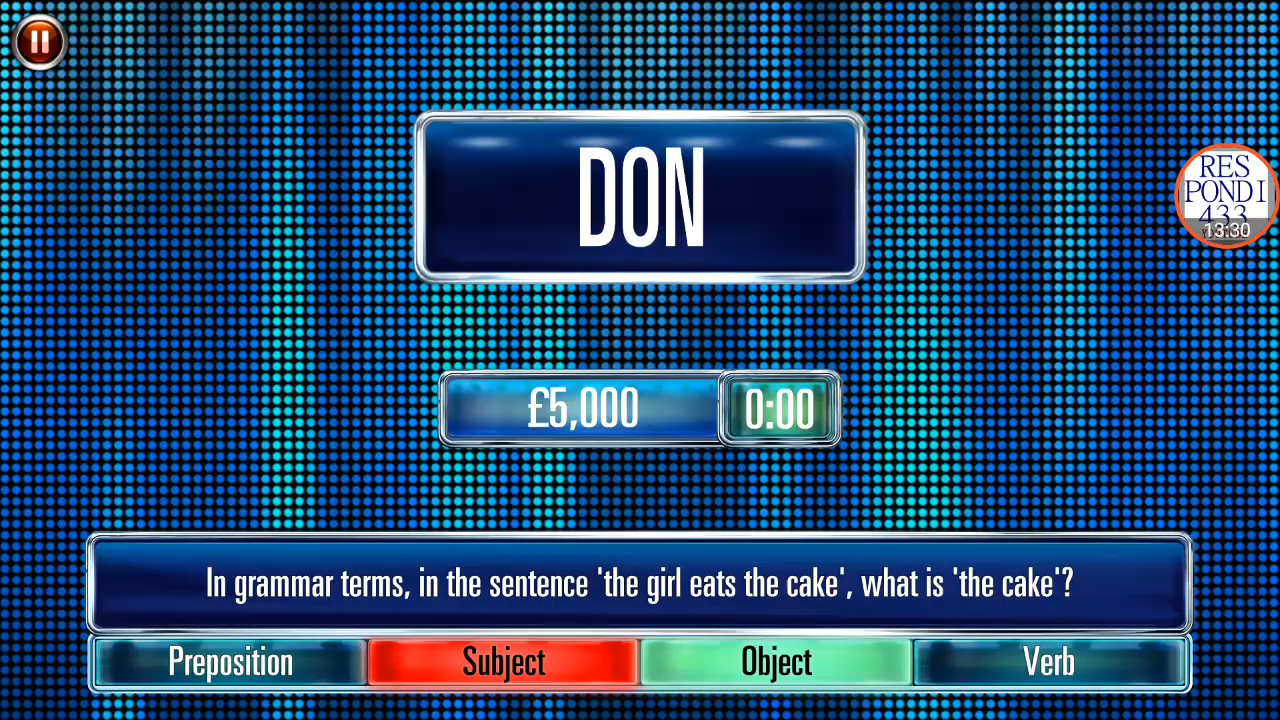 DON
RES
PONDI
433
13:30
£5,000
0:00
In grammar terms, in the sentence 'the girl eats the cake', what is 'the cake'?
Preposition
Subject
Object
Verb